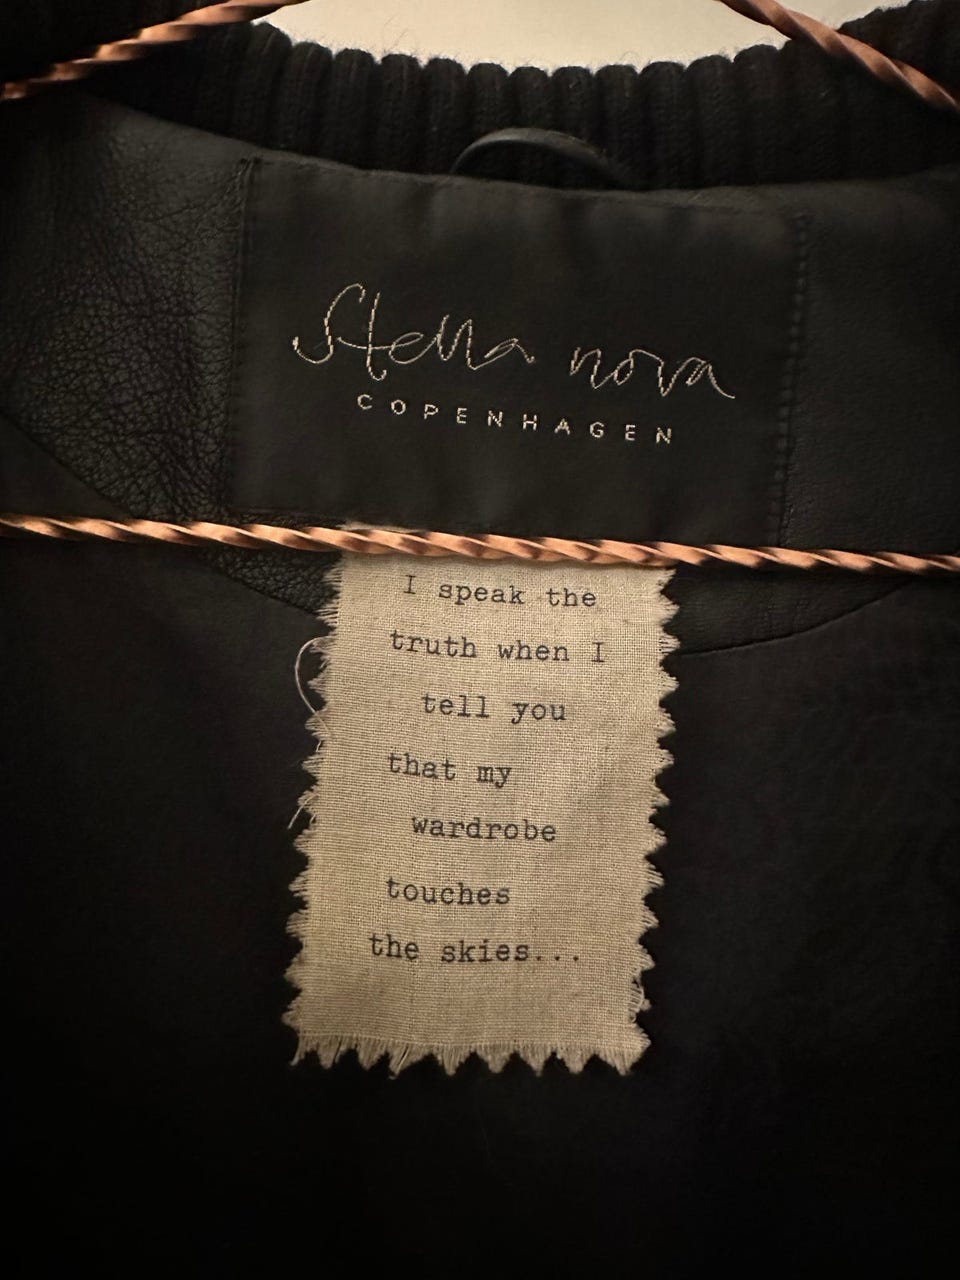 Stella nova
COPENHAGEN
I speak the
truth when I
tell you
that my
wardrobe
touches
the skies...